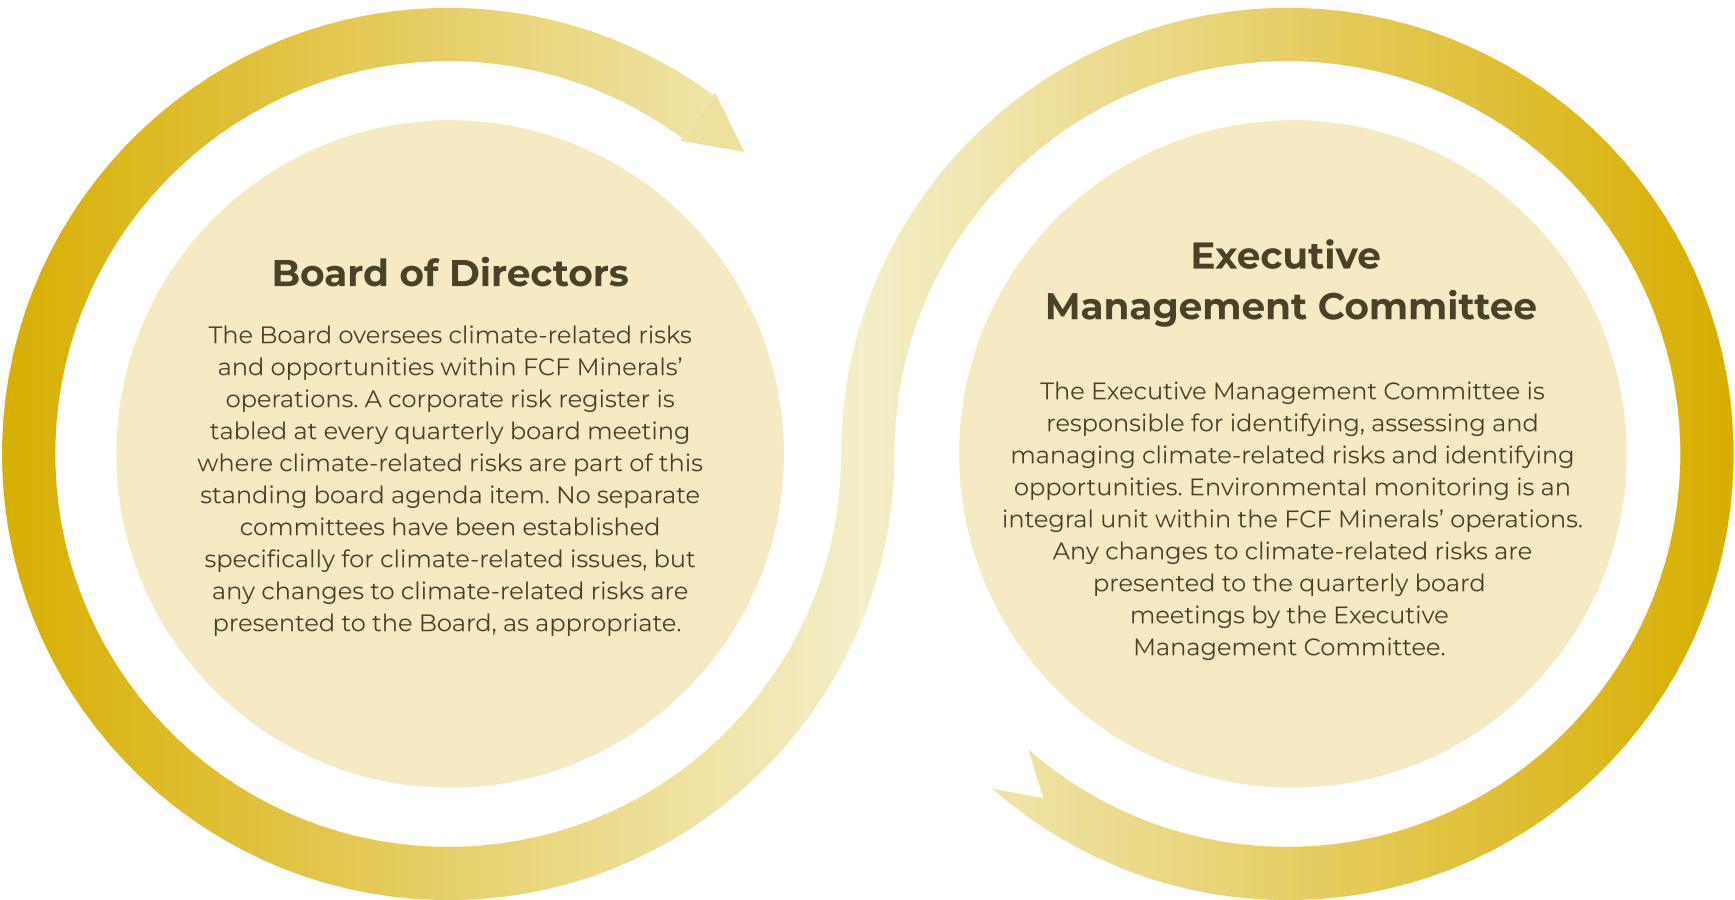 Board of Directors
The Board oversees climate-related risks
and opportunities within FCF Minerals’
operations. A corporate risk register is
tabled at every quarterly board meeting
where climate-related risks are part of this
standing board agenda item. No separate
committees have been established
specifically for climate-related issues, but
any changes to climate-related risks are
presented to the Board, as appropriate.
Executive
Management Committee
The Executive Management Committee is
responsible for identifying, assessing and
managing climate-related risks and identifying
opportunities. Environmental monitoring is an
integral unit within the FCF Minerals’ operations.
Any changes to climate-related risks are
presented to the quarterly board
meetings by the Executive
Management Committee.